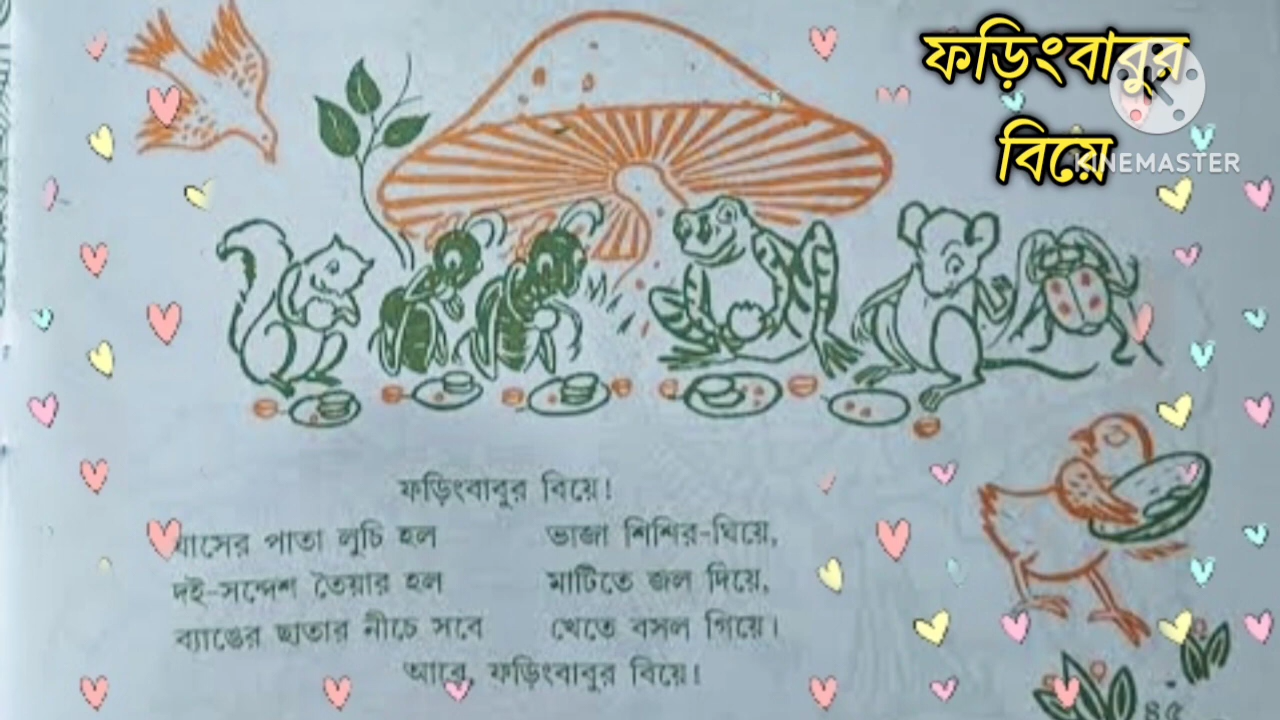 ফড়িংবাবুর
বিয়ে
KINEMASTER
ফড়িংবাবুর বিয়ে!
ঘাসের পাতা লুচি হল ভাজা শিশির-ঘিয়ে,
দই-সন্দেশ তৈয়ার হল মাটিতে জল দিয়ে,
ব্যাঙের ছাতার নীচে সবে খেতে বসল গিয়ে।
আরে, ফড়িংবাবুর বিয়ে!
৪৫